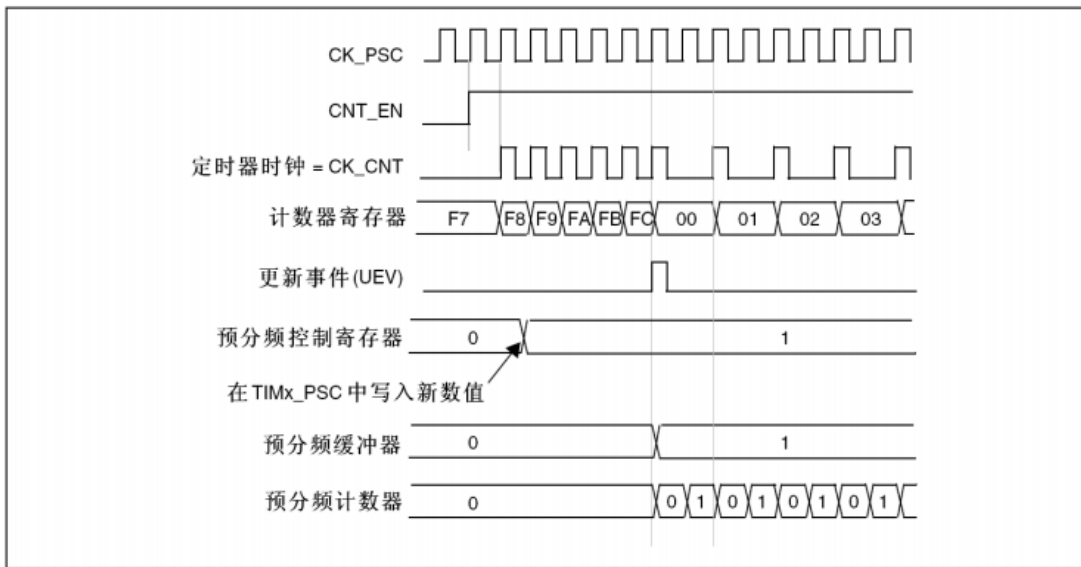 CK_PSC
CNT_EN
定时器时钟 = CK_CNT
计数器寄存器 F7 F8 F9 FA FB FC 00 01 02 03
更新事件(UEV)
预分频控制寄存器 0 1
在TIMx_PSC 中写入新数值
预分频缓冲器 0 1
预分频计数器 0 0 1 0 1 0 1 0 1